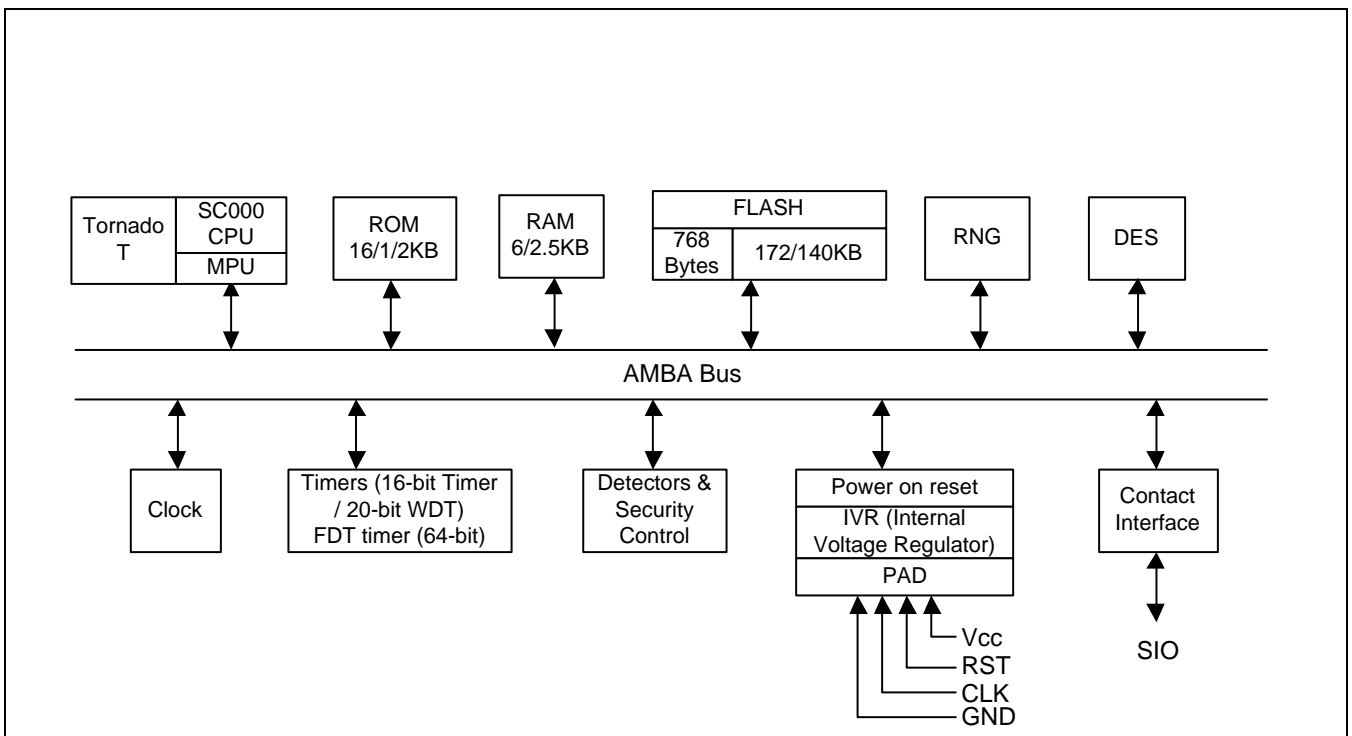 Tornado
T
SC000
CPU
MPU
ROM
16/1/2KB
RAM
6/2.5KB
FLASH
768
Bytes
172/140KB
RNG
DES
AMBA Bus
Clock
Timers (16-bit Timer
/ 20-bit WDT)
FDT timer (64-bit)
Detectors &
Security
Control
Power on reset
IVR (Internal
Voltage Regulator)
PAD
Contact
Interface
Vcc
RST
CLK
GND
SIO